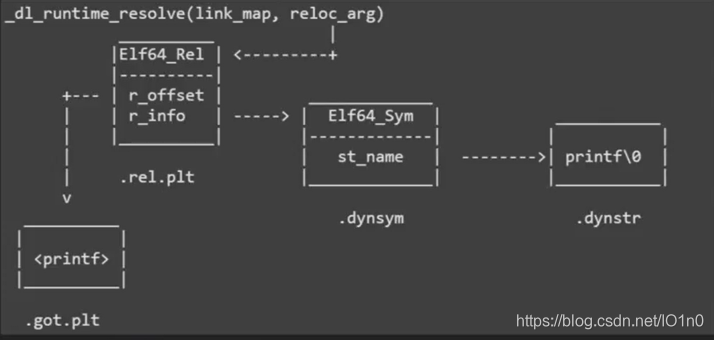 _dl_runtime_resolve(link_map, reloc_arg)
Elf64_Rel
r_offset
r_info
.rel.plt
Elf64_Sym
st_name
.dynsym
printf\0
.dynstr
<printf>
.got.plt
https://blog.csdn.net/IO1n0